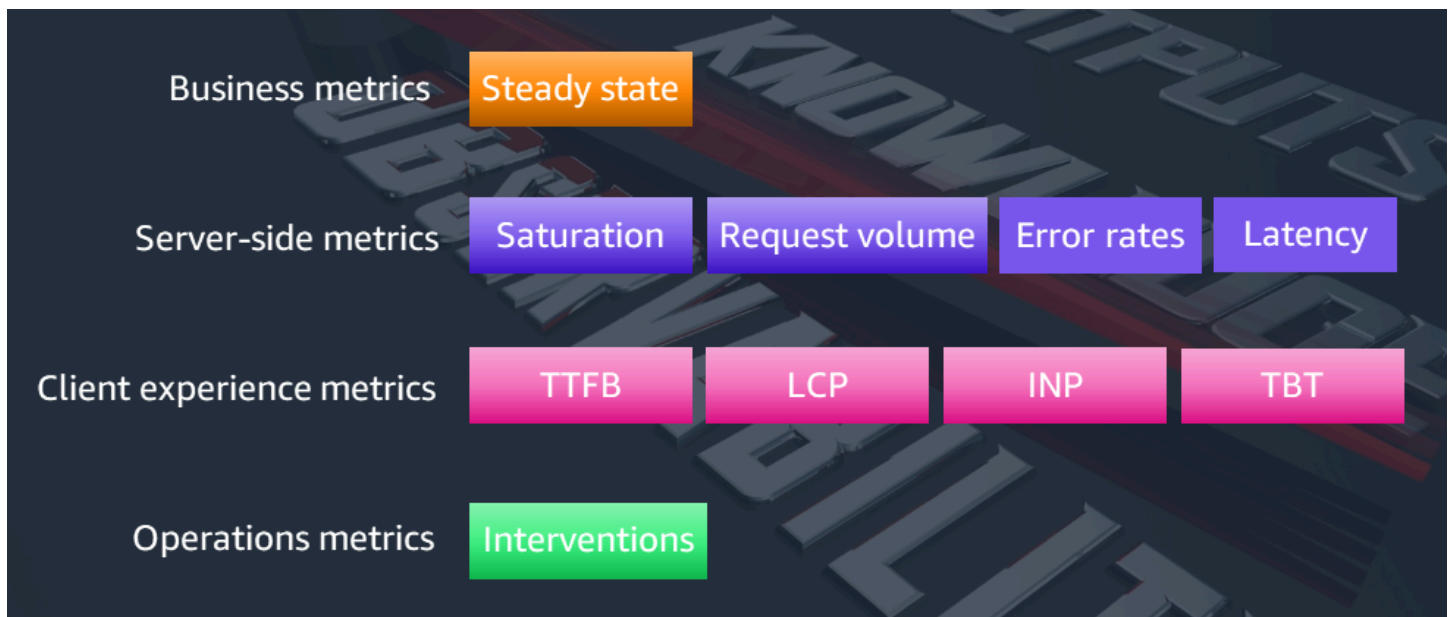 Business metrics Steady state
Server-side metrics Saturation Request volume Error rates Latency
Client experience metrics TTFB LCP INP TBT
Operations metrics Interventions